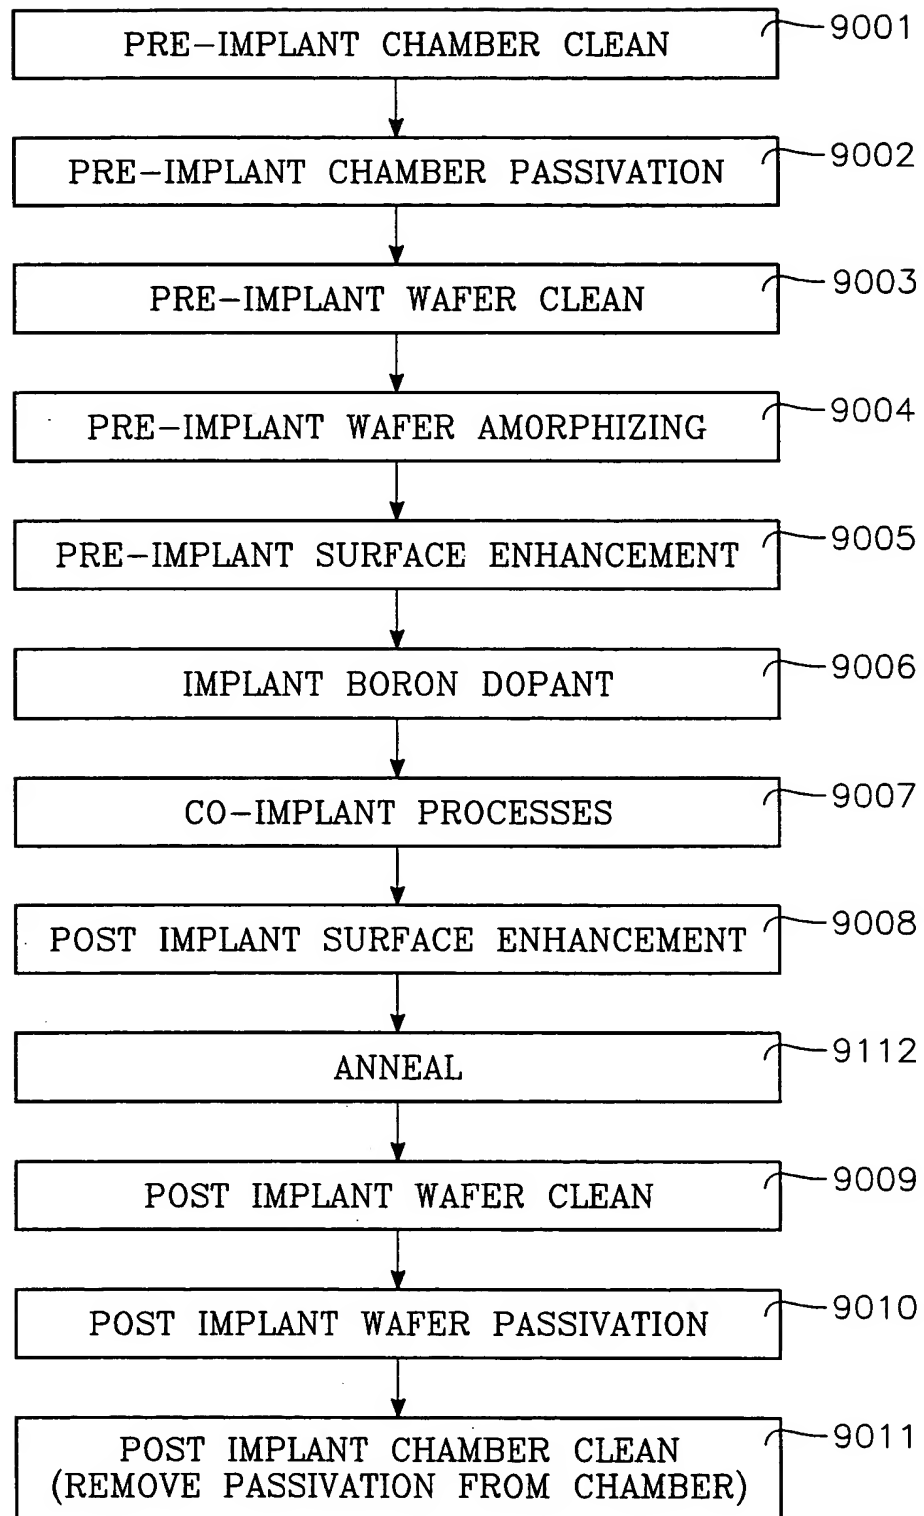 PRE-IMPLANT CHAMBER CLEAN 9001
PRE-IMPLANT CHAMBER PASSIVATION 9002
PRE-IMPLANT WAFER CLEAN 9003
PRE-IMPLANT WAFER AMORPHIZING 9004
PRE-IMPLANT SURFACE ENHANCEMENT 9005
IMPLANT BORON DOPANT 9006
CO-IMPLANT PROCESSES 9007
POST IMPLANT SURFACE ENHANCEMENT 9008
ANNEAL 9112
POST IMPLANT WAFER CLEAN 9009
POST IMPLANT WAFER PASSIVATION 9010
POST IMPLANT CHAMBER CLEAN 9011
(REMOVE PASSIVATION FROM CHAMBER)